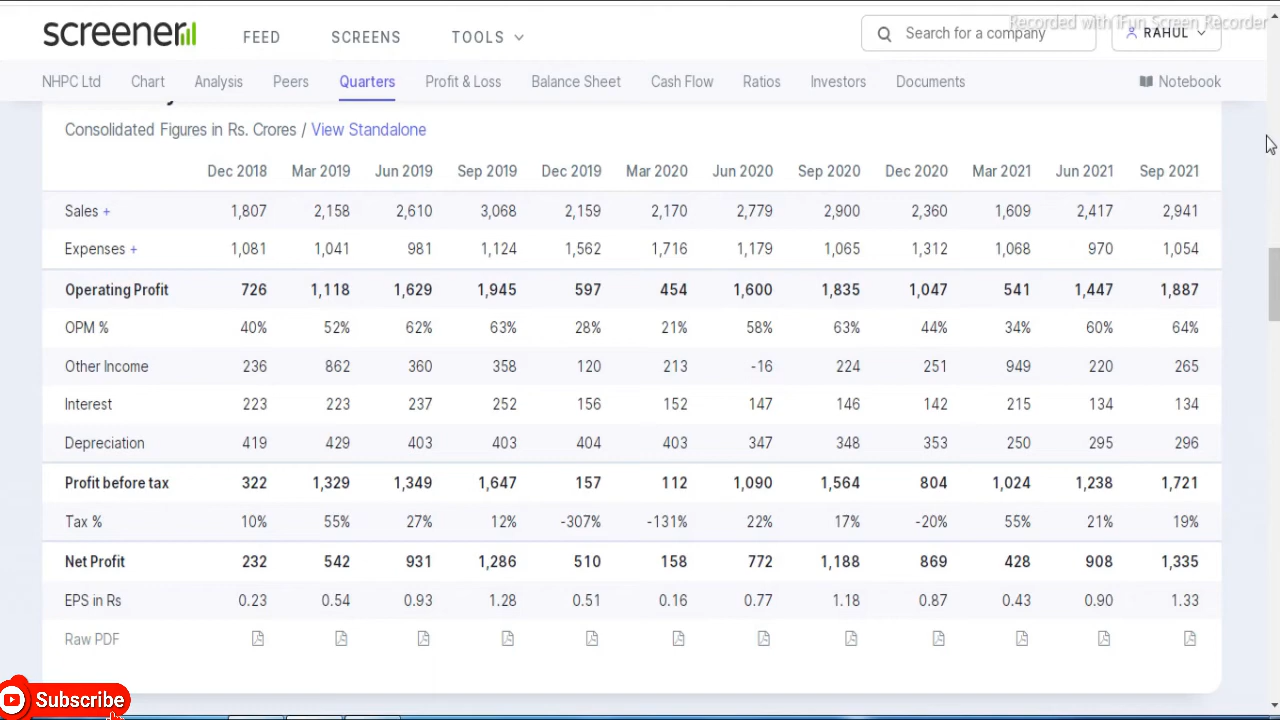 Recorded with iFun Screen Recorder
screener FEED SCREENS TOOLS Search for a company RAHUL
NHPC Ltd Chart Analysis Peers Quarters Profit & Loss Balance Sheet Cash Flow Ratios Investors Documents Notebook
Consolidated Figures in Rs. Crores / View Standalone
Dec 2018 Mar 2019 Jun 2019 Sep 2019 Dec 2019 Mar 2020 Jun 2020 Sep 2020 Dec 2020 Mar 2021 Jun 2021 Sep 2021
Sales + 1,807 2,158 2,610 3,068 2,159 2,170 2,779 2,900 2,360 1,609 2,417 2,941
Expenses + 1,081 1,041 981 1,124 1,562 1,716 1,179 1,065 1,312 1,068 970 1,054
Operating Profit 726 1,118 1,629 1,945 597 454 1,600 1,835 1,047 541 1,447 1,887
OPM % 40% 52% 62% 63% 28% 21% 58% 63% 44% 34% 60% 64%
Other Income 236 862 360 358 120 213 -16 224 251 949 220 265
Interest 223 223 237 252 156 152 147 146 142 215 134 134
Depreciation 419 429 403 403 404 403 347 348 353 250 295 296
Profit before tax 322 1,329 1,349 1,647 157 112 1,090 1,564 804 1,024 1,238 1,721
Tax % 10% 55% 27% 12% -307% -131% 22% 17% -20% 55% 21% 19%
Net Profit 232 542 931 1,286 510 158 772 1,188 869 428 908 1,335
EPS in Rs 0.23 0.54 0.93 1.28 0.51 0.16 0.77 1.18 0.87 0.43 0.90 1.33
Raw PDF
Subscribe